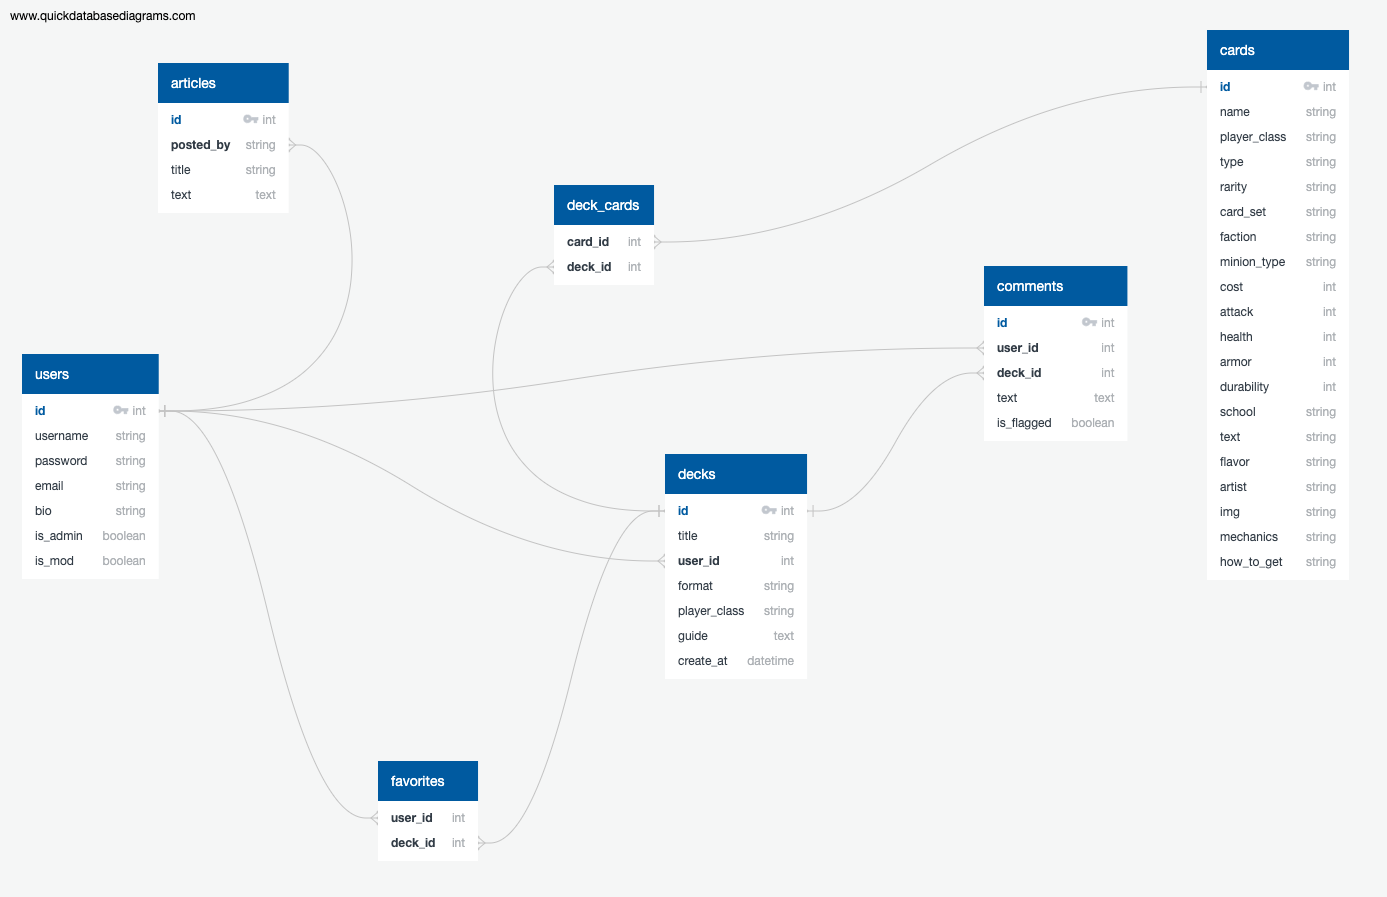 www.quickdatabasediagrams.com
articles
id int
posted_by string
title string
text text
users
id int
username string
password string
email string
bio string
is_admin boolean
is_mod boolean
deck_cards
card_id int
deck_id int
favorites
user_id int
deck_id int
decks
id int
title string
user_id int
format string
player_class string
guide text
create_at datetime
comments
id int
user_id int
deck_id int
text text
is_flagged boolean
cards
id int
name string
player_class string
type string
rarity string
card_set string
faction string
minion_type string
cost int
attack int
health int
armor int
durability int
school string
text string
flavor string
artist string
img string
mechanics string
how_to_get string